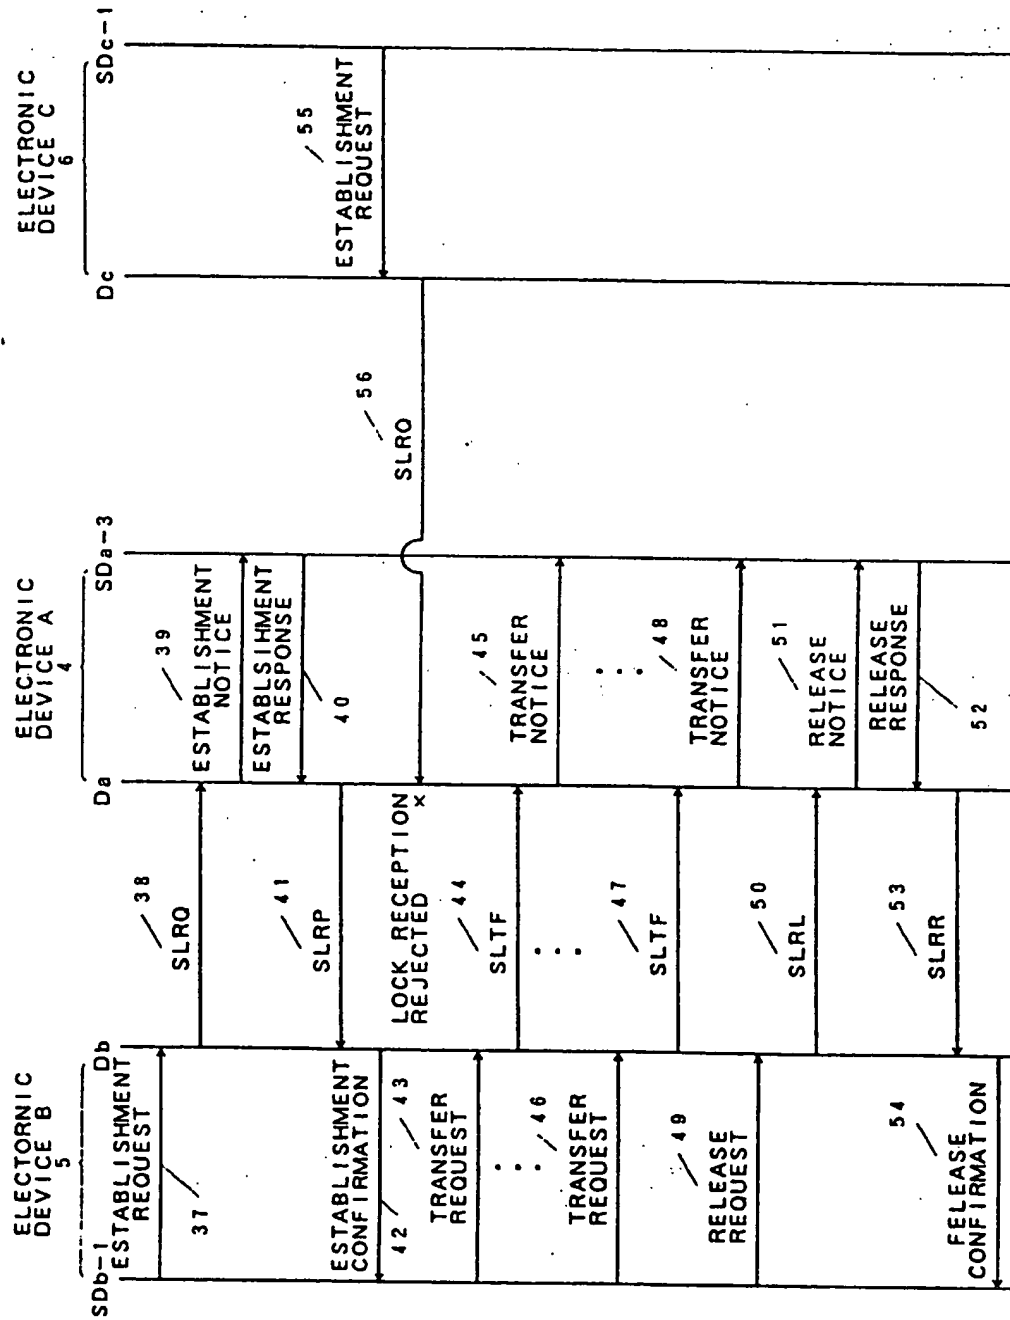 ELECTORNIC
DEVICE B
5
ELECTRONIC
DEVICE A
4
ELECTRONIC
DEVICE C
6
SDb-1
Db
Da
SDa-3
Dc
SDc-1
ESTABLISHMENT
REQUEST
37
38
SLRQ
39
ESTABLISHMENT
NOTICE
ESTABLSIHMENT
RESPONSE
40
41
SLRP
ESTABLISHMENT
CONFIRMATION
42
55
ESTABLISHMENT
REQUEST
56
SLRQ
LOCK RECEPTION
REJECTED ×
43
TRANSFER
REQUEST
44
SLTF
45
TRANSFER
NOTICE
...
...
...
46
TRANSFER
REQUEST
47
SLTF
48
TRANSFER
NOTICE
49
RELEASE
REQUEST
50
SLRL
51
RELEASE
NOTICE
RELEASE
RESPONSE
52
53
SLRR
54
FELEASE
CONFIRMATION